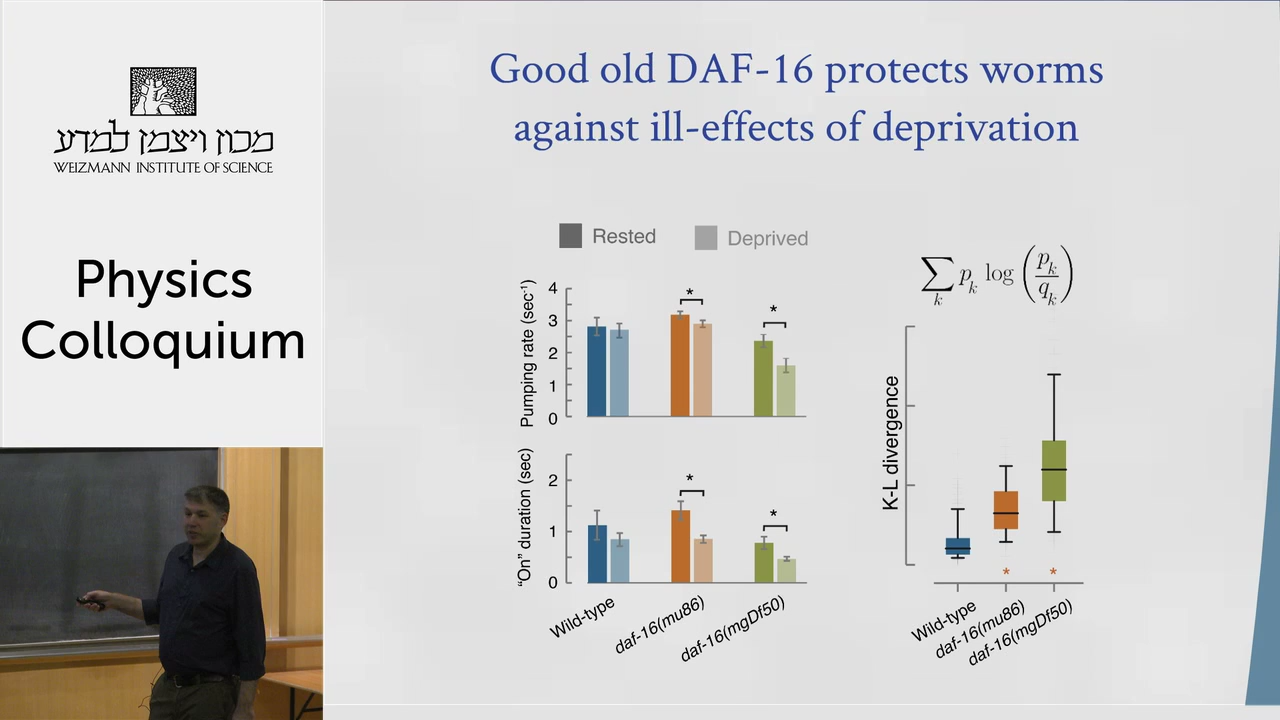 מכון ויצמן למדע
WEIZMANN INSTITUTE OF SCIENCE
Physics
Colloquium
Good old DAF-16 protects worms
against ill-effects of deprivation
Rested
Deprived
Pumping rate (sec⁻¹)
4
3
2
1
0
*
*
"On" duration (sec)
2
1
0
*
*
Wild-type
daf-16(mu86)
daf-16(mgDf50)
∑ₖ pₖ log (pₖ/qₖ)
K-L divergence
*
*
Wild-type
daf-16(mu86)
daf-16(mgDf50)